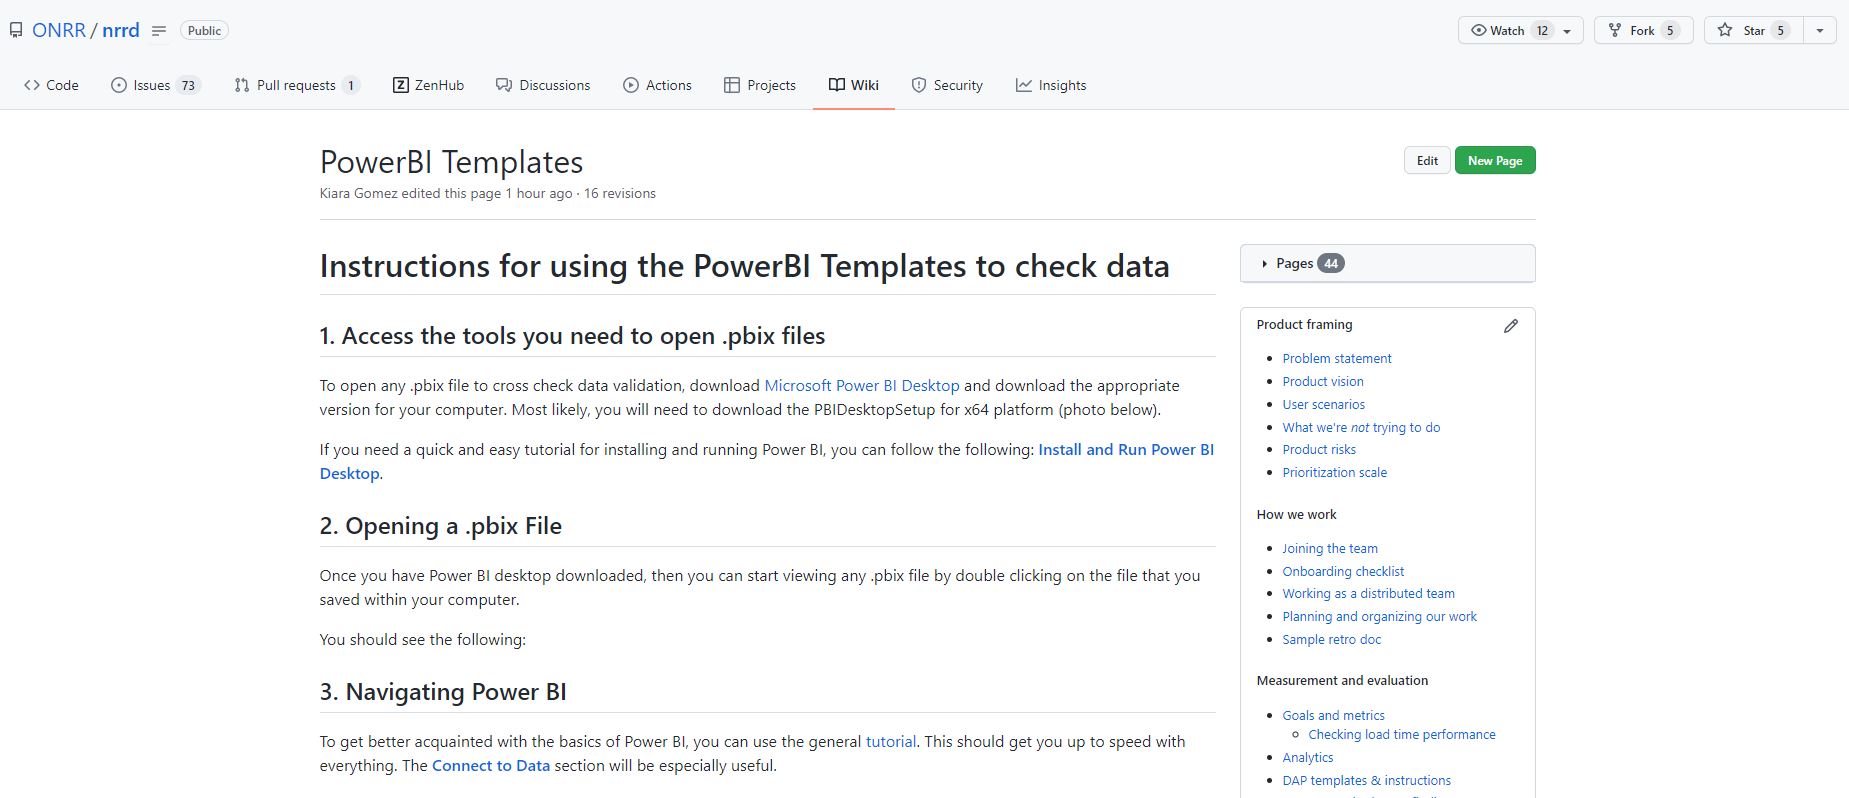 ONRR / nrrd Public
Watch 12
Fork 5
Star 5
Code
Issues 73
Pull requests 1
ZenHub
Discussions
Actions
Projects
Wiki
Security
Insights
PowerBI Templates
Edit
New Page
Kiara Gomez edited this page 1 hour ago · 16 revisions
Instructions for using the PowerBI Templates to check data
1. Access the tools you need to open .pbix files
To open any .pbix file to cross check data validation, download Microsoft Power BI Desktop and download the appropriate
version for your computer. Most likely, you will need to download the PBIDesktopSetup for x64 platform (photo below).
If you need a quick and easy tutorial for installing and running Power BI, you can follow the following: Install and Run Power BI
Desktop.
2. Opening a .pbix File
Once you have Power BI desktop downloaded, then you can start viewing any .pbix file by double clicking on the file that you
saved within your computer.
You should see the following:
3. Navigating Power BI
To get better acquainted with the basics of Power BI, you can use the general tutorial. This should get you up to speed with
everything. The Connect to Data section will be especially useful.
Pages 44
Product framing
Problem statement
Product vision
User scenarios
What we're not trying to do
Product risks
Prioritization scale
How we work
Joining the team
Onboarding checklist
Working as a distributed team
Planning and organizing our work
Sample retro doc
Measurement and evaluation
Goals and metrics
Checking load time performance
Analytics
DAP templates & instructions